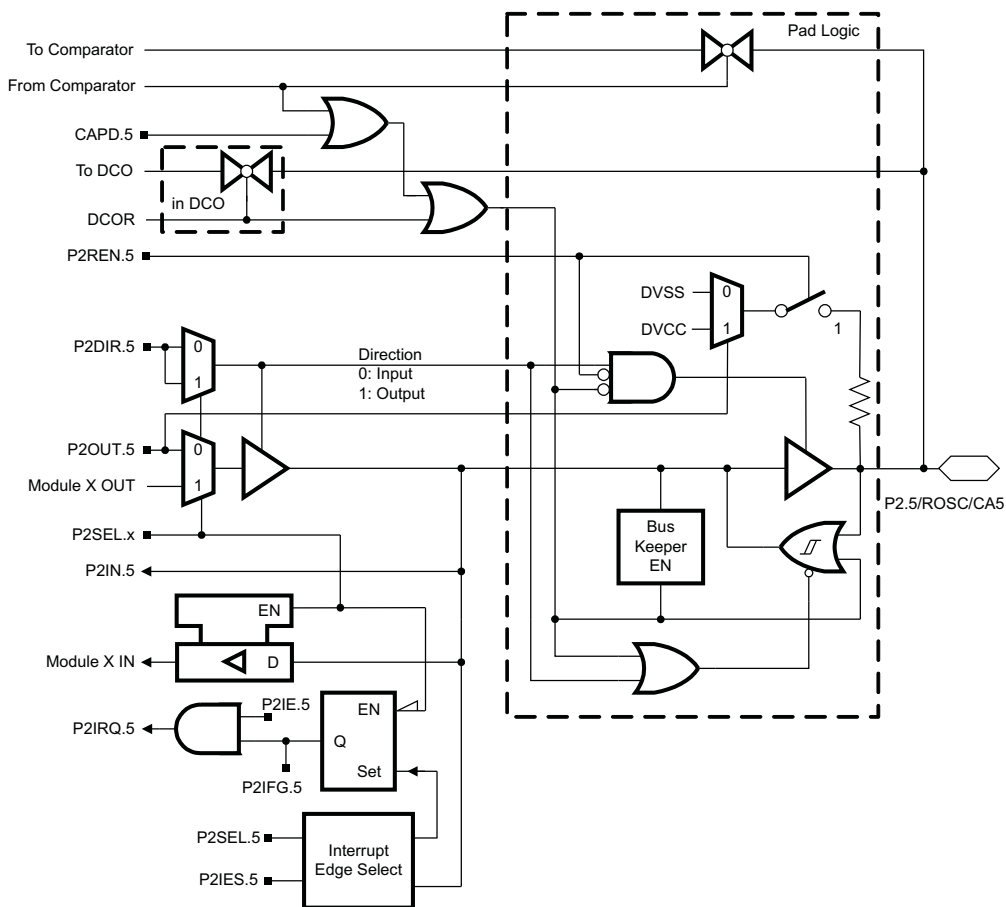 Pad Logic
To Comparator
From Comparator
CAPD.5
To DCO
in DCO
DCOR
P2REN.5
DVSS
0
DVCC
1
1
P2DIR.5
0
1
Direction
0: Input
1: Output
P2OUT.5
0
Module X OUT
1
P2.5/ROSC/CA5
P2SEL.x
Bus
Keeper
EN
P2IN.5
EN
Module X IN
D
P2IE.5
EN
P2IRQ.5
Q
P2IFG.5
Set
P2SEL.5
Interrupt
Edge Select
P2IES.5